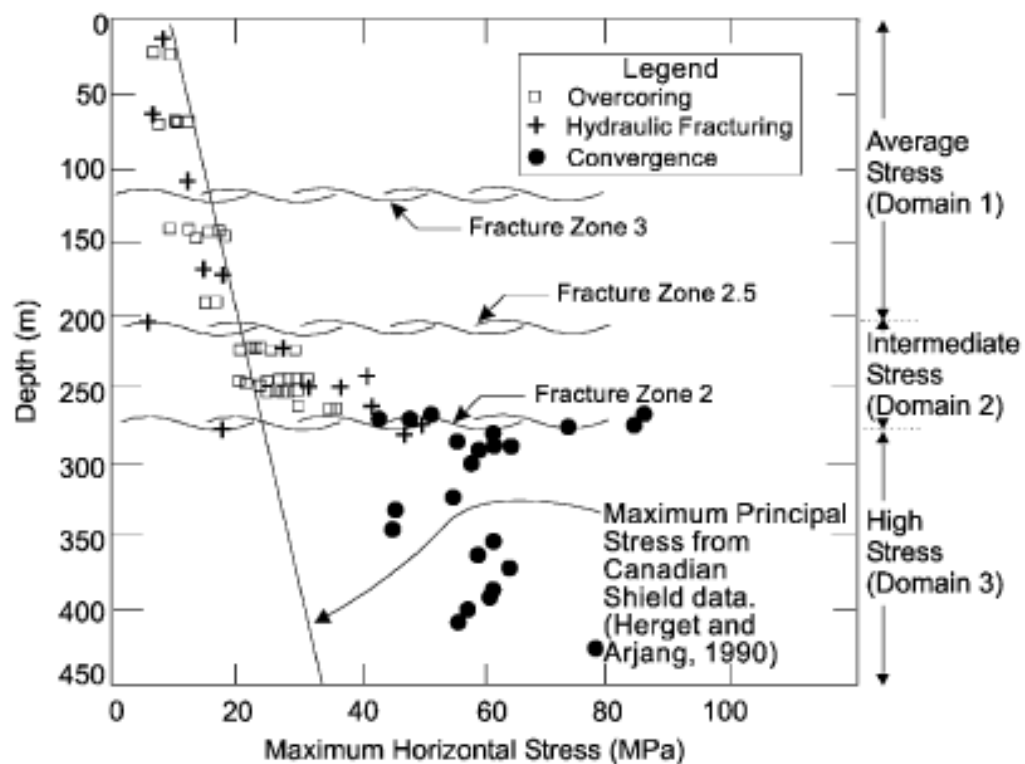 Legend
Overcoring
Hydraulic Fracturing
Convergence
Fracture Zone 3
Fracture Zone 2.5
Fracture Zone 2
Maximum Principal
Stress from
Canadian
Shield data.
(Herget and
Arjang, 1990)
Average
Stress
(Domain 1)
Intermediate
Stress
(Domain 2)
High
Stress
(Domain 3)
Depth (m)
0
50
100
150
200
250
300
350
400
450
0
20
40
60
80
100
Maximum Horizontal Stress (MPa)